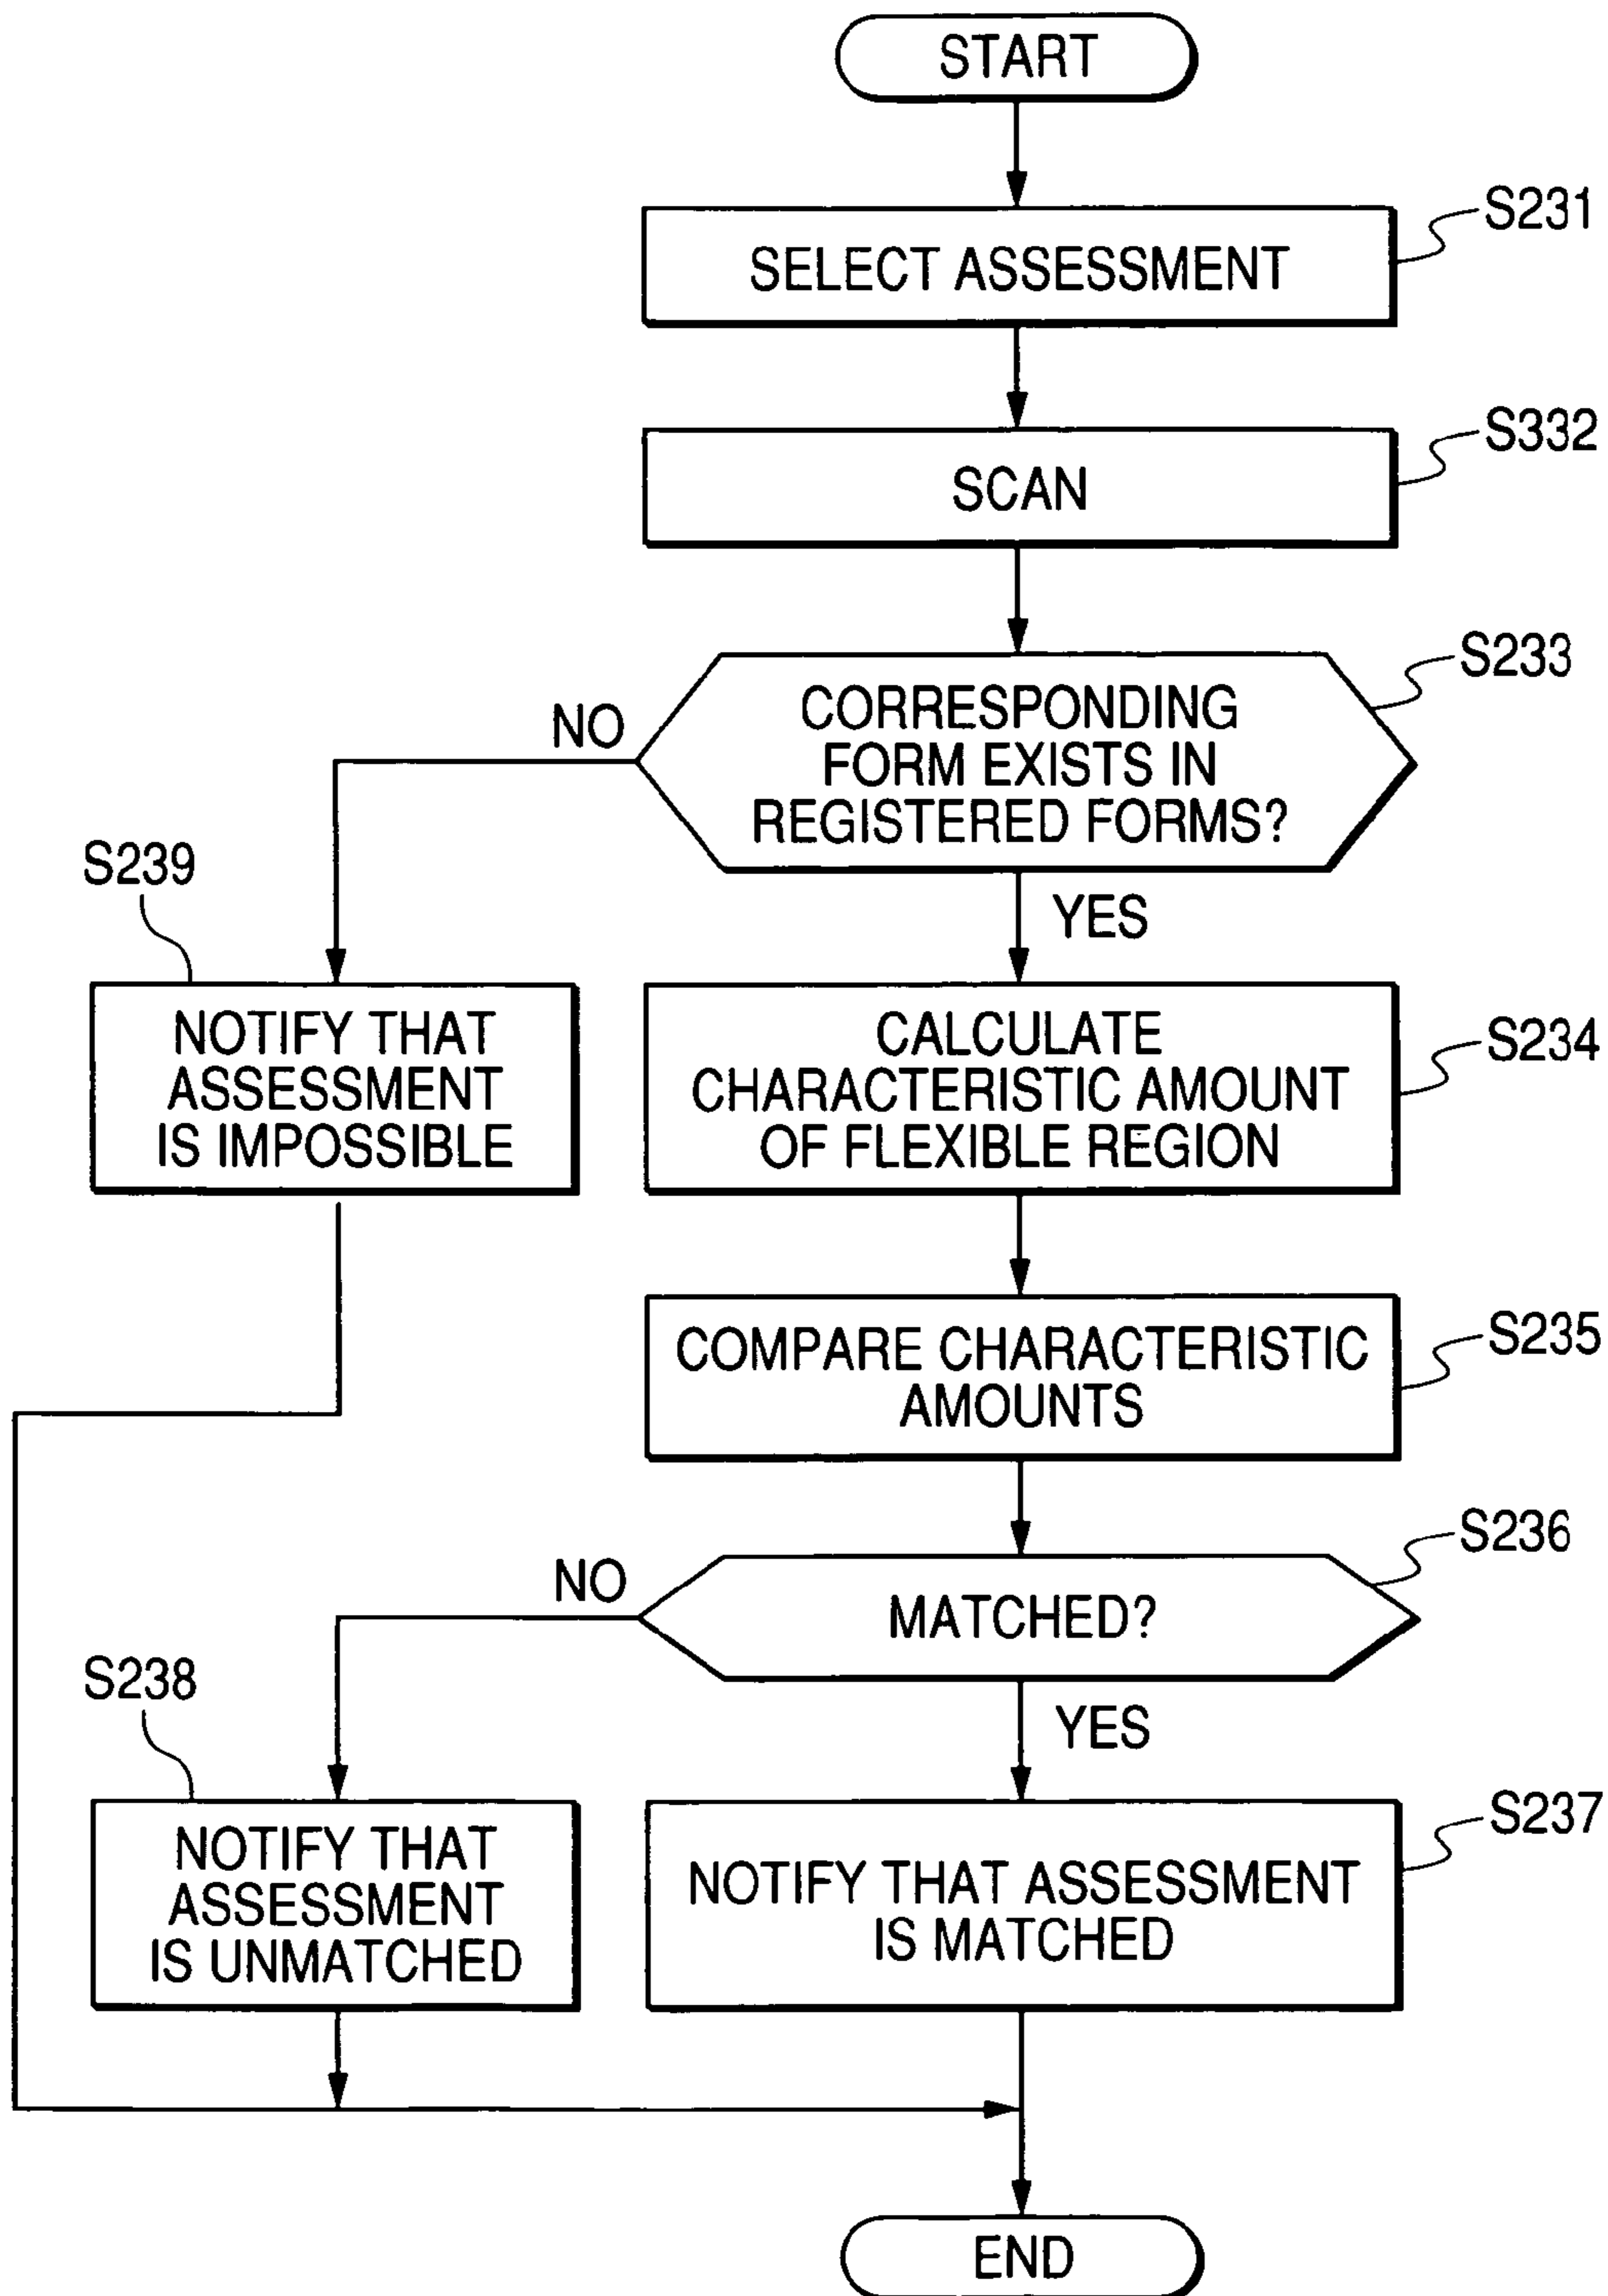 START
S231
SELECT ASSESSMENT
S332
SCAN
S233
CORRESPONDING
FORM EXISTS IN
REGISTERED FORMS?
NO
YES
S239
NOTIFY THAT
ASSESSMENT
IS IMPOSSIBLE
S234
CALCULATE
CHARACTERISTIC AMOUNT
OF FLEXIBLE REGION
S235
COMPARE CHARACTERISTIC
AMOUNTS
S236
MATCHED?
NO
YES
S238
NOTIFY THAT
ASSESSMENT
IS UNMATCHED
S237
NOTIFY THAT ASSESSMENT
IS MATCHED
END